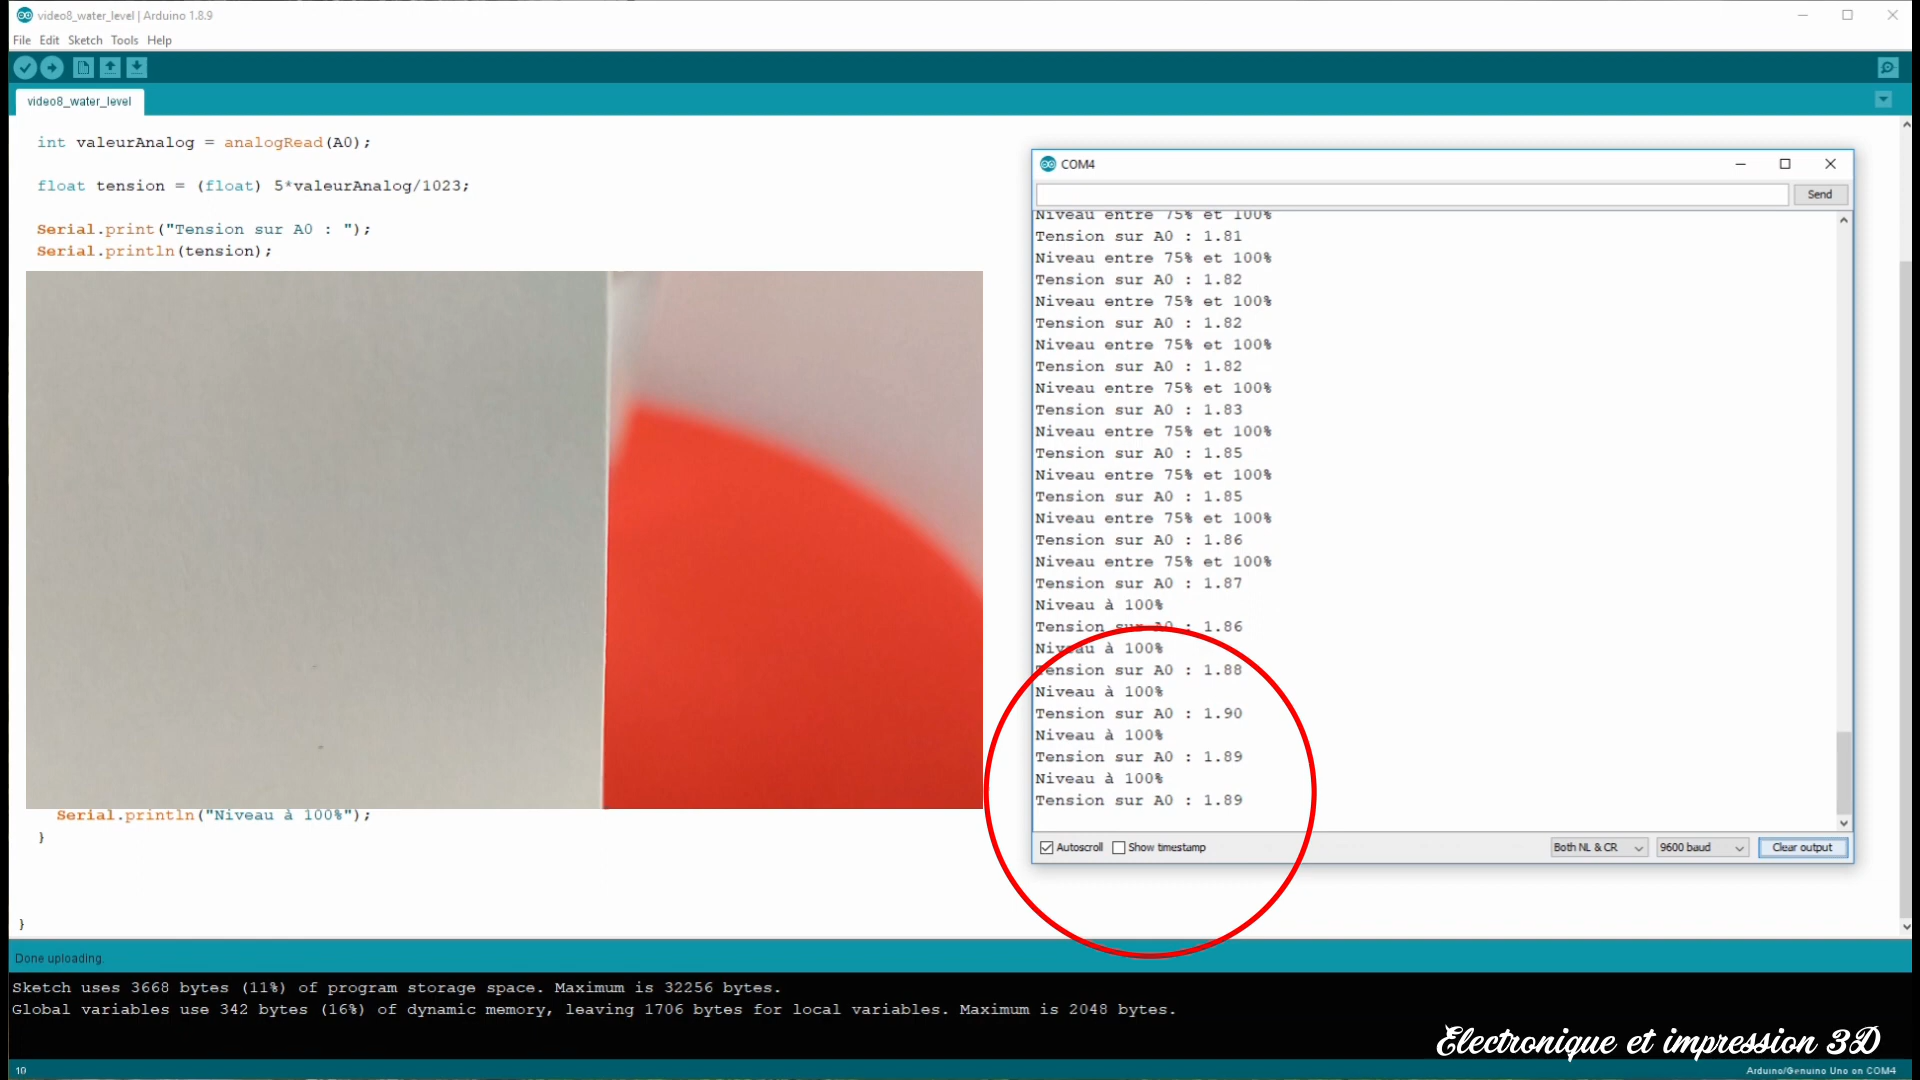 video8_water_level | Arduino 1.8.9
File Edit Sketch Tools Help
video8_water_level
int valeurAnalog = analogRead(A0);
float tension = (float) 5*valeurAnalog/1023;
Serial.print("Tension sur A0 : ");
Serial.println(tension);
Serial.println("Niveau à 100%");
}
}
COM4
Send
Niveau entre 75% et 100%
Tension sur A0 : 1.81
Niveau entre 75% et 100%
Tension sur A0 : 1.82
Niveau entre 75% et 100%
Tension sur A0 : 1.82
Niveau entre 75% et 100%
Tension sur A0 : 1.82
Niveau entre 75% et 100%
Tension sur A0 : 1.83
Niveau entre 75% et 100%
Tension sur A0 : 1.85
Niveau entre 75% et 100%
Tension sur A0 : 1.85
Niveau entre 75% et 100%
Tension sur A0 : 1.86
Niveau entre 75% et 100%
Tension sur A0 : 1.87
Niveau à 100%
Tension sur A0 : 1.86
Niveau à 100%
Tension sur A0 : 1.88
Niveau à 100%
Tension sur A0 : 1.90
Niveau à 100%
Tension sur A0 : 1.89
Niveau à 100%
Tension sur A0 : 1.89
Autoscroll Show timestamp Both NL & CR 9600 baud Clear output
Done uploading.
Sketch uses 3668 bytes (11%) of program storage space. Maximum is 32256 bytes.
Global variables use 342 bytes (16%) of dynamic memory, leaving 1706 bytes for local variables. Maximum is 2048 bytes.
Electronique et impression 3D
10 Arduino/Genuino Uno on COM4